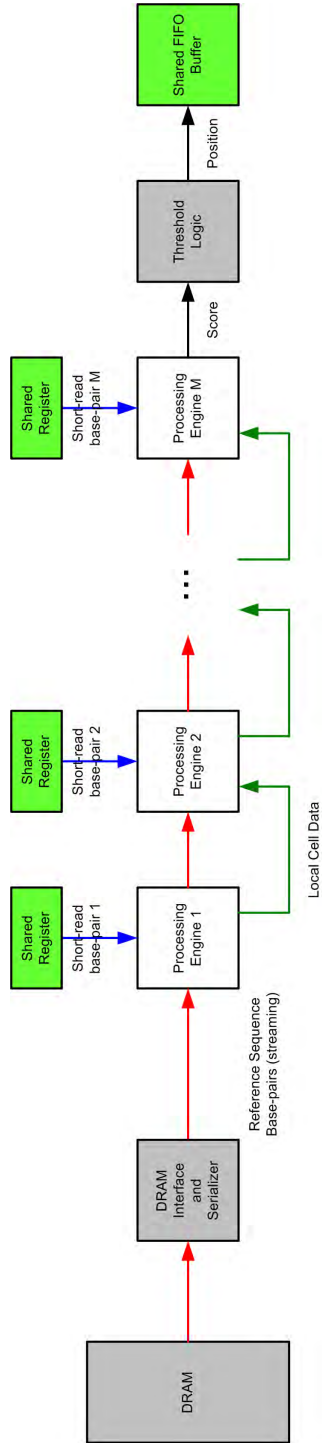 DRAM
DRAM
Interface
and
Serializer
Reference Sequence
Base-pairs (streaming)
Shared
Register
Short-read
base-pair 1
Processing
Engine 1
Local Cell Data
Shared
Register
Short-read
base-pair 2
Processing
Engine 2
...
Shared
Register
Short-read
base-pair M
Processing
Engine M
Score
Threshold
Logic
Position
Shared FIFO
Buffer